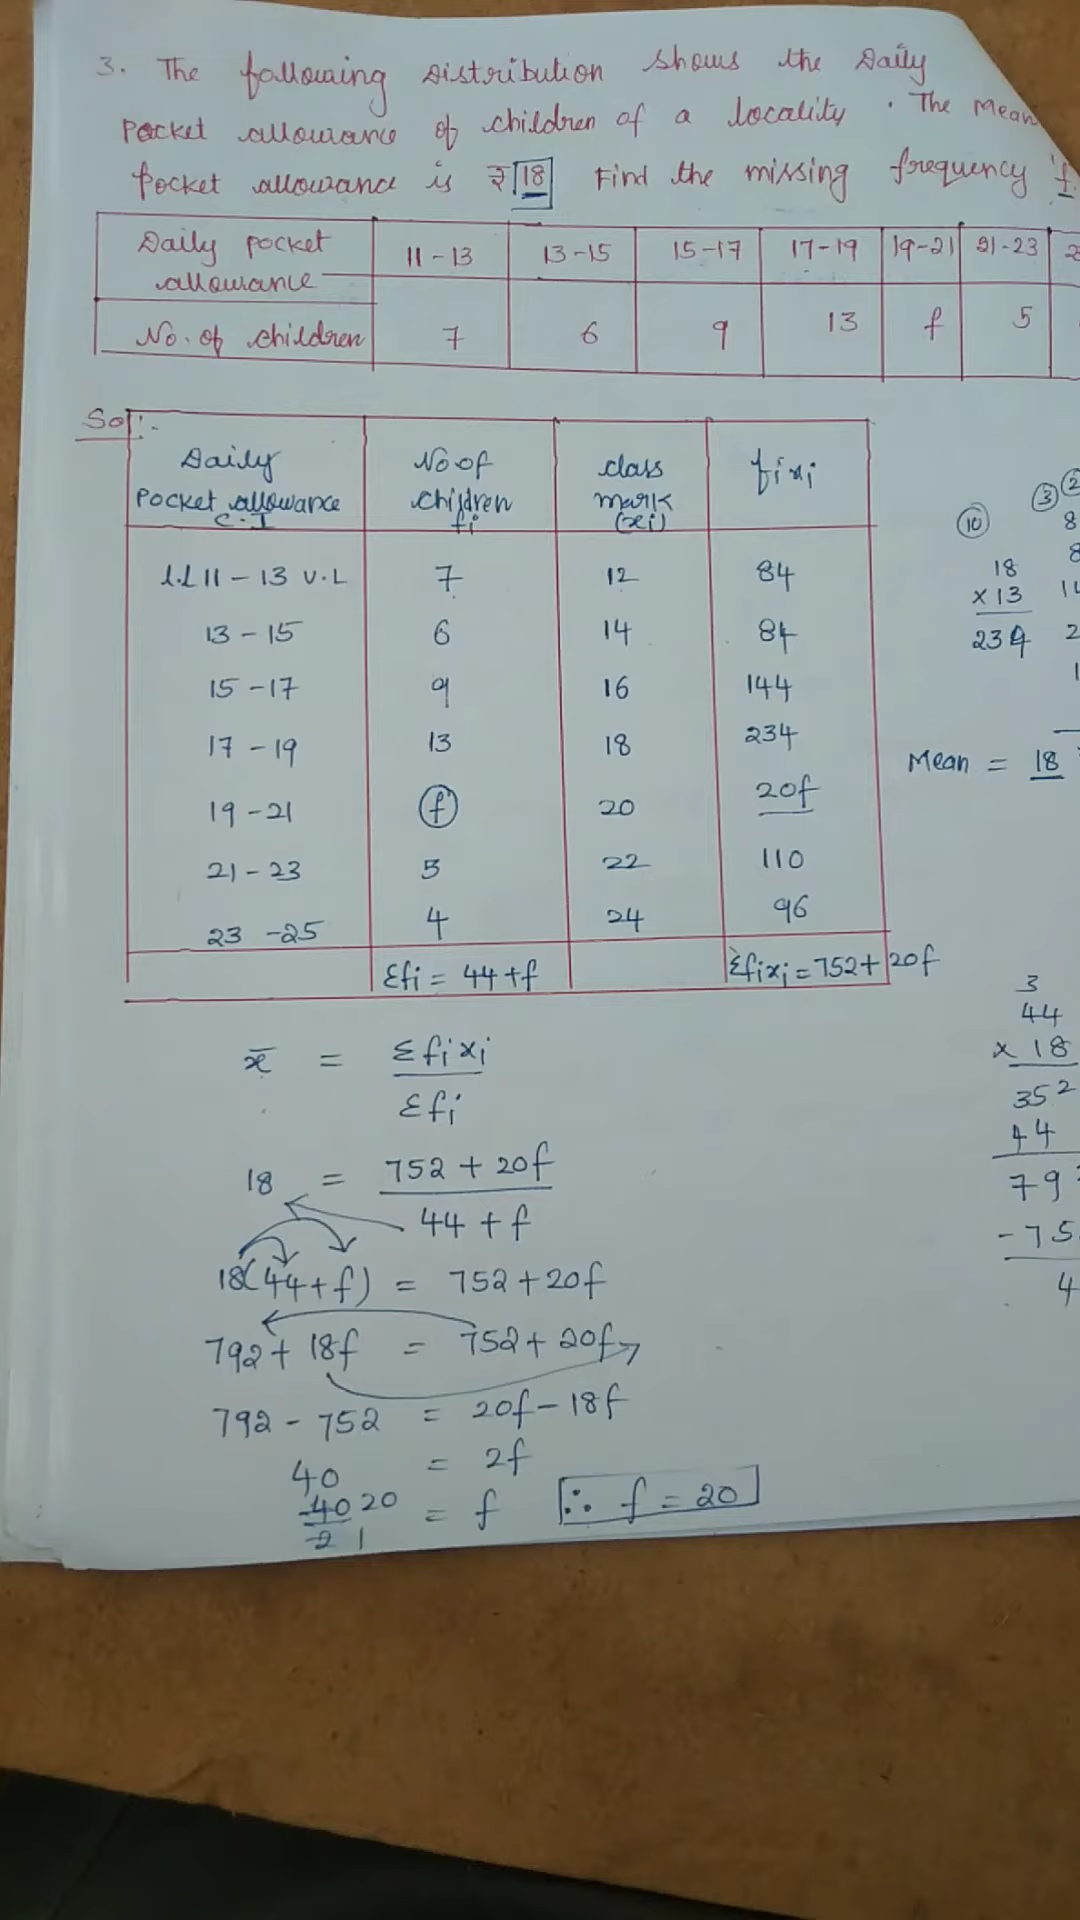 3. The following Distribution shows the Daily
pocket allowance of children of a locality. The Mean
pocket allowance is ₹ 18 Find the missing frequency 'f.
Daily pocket allowance 11-13 13-15 15-17 17-19 19-21 21-23
No. of children 7 6 9 13 f 5
Sol:-
Daily Pocket allowance C.I No of children fi class mark (xi) fixi
l.l 11-13 U.L 7 12 84
13-15 6 14 84
15-17 9 16 144
17-19 13 18 234
19-21 f 20 20f
21-23 5 22 110
23-25 4 24 96
Σfi = 44+f Σfixi = 752+20f
10
3
18
×13
234
Mean = 18
x̄ = Σfixi / Σfi
18 = 752+20f / 44+f
18(44+f) = 752+20f
792+18f = 752+20f
792-752 = 20f-18f
40 = 2f
40 20 / 2 1 = f ∴ f = 20
3
44
×18
352
44